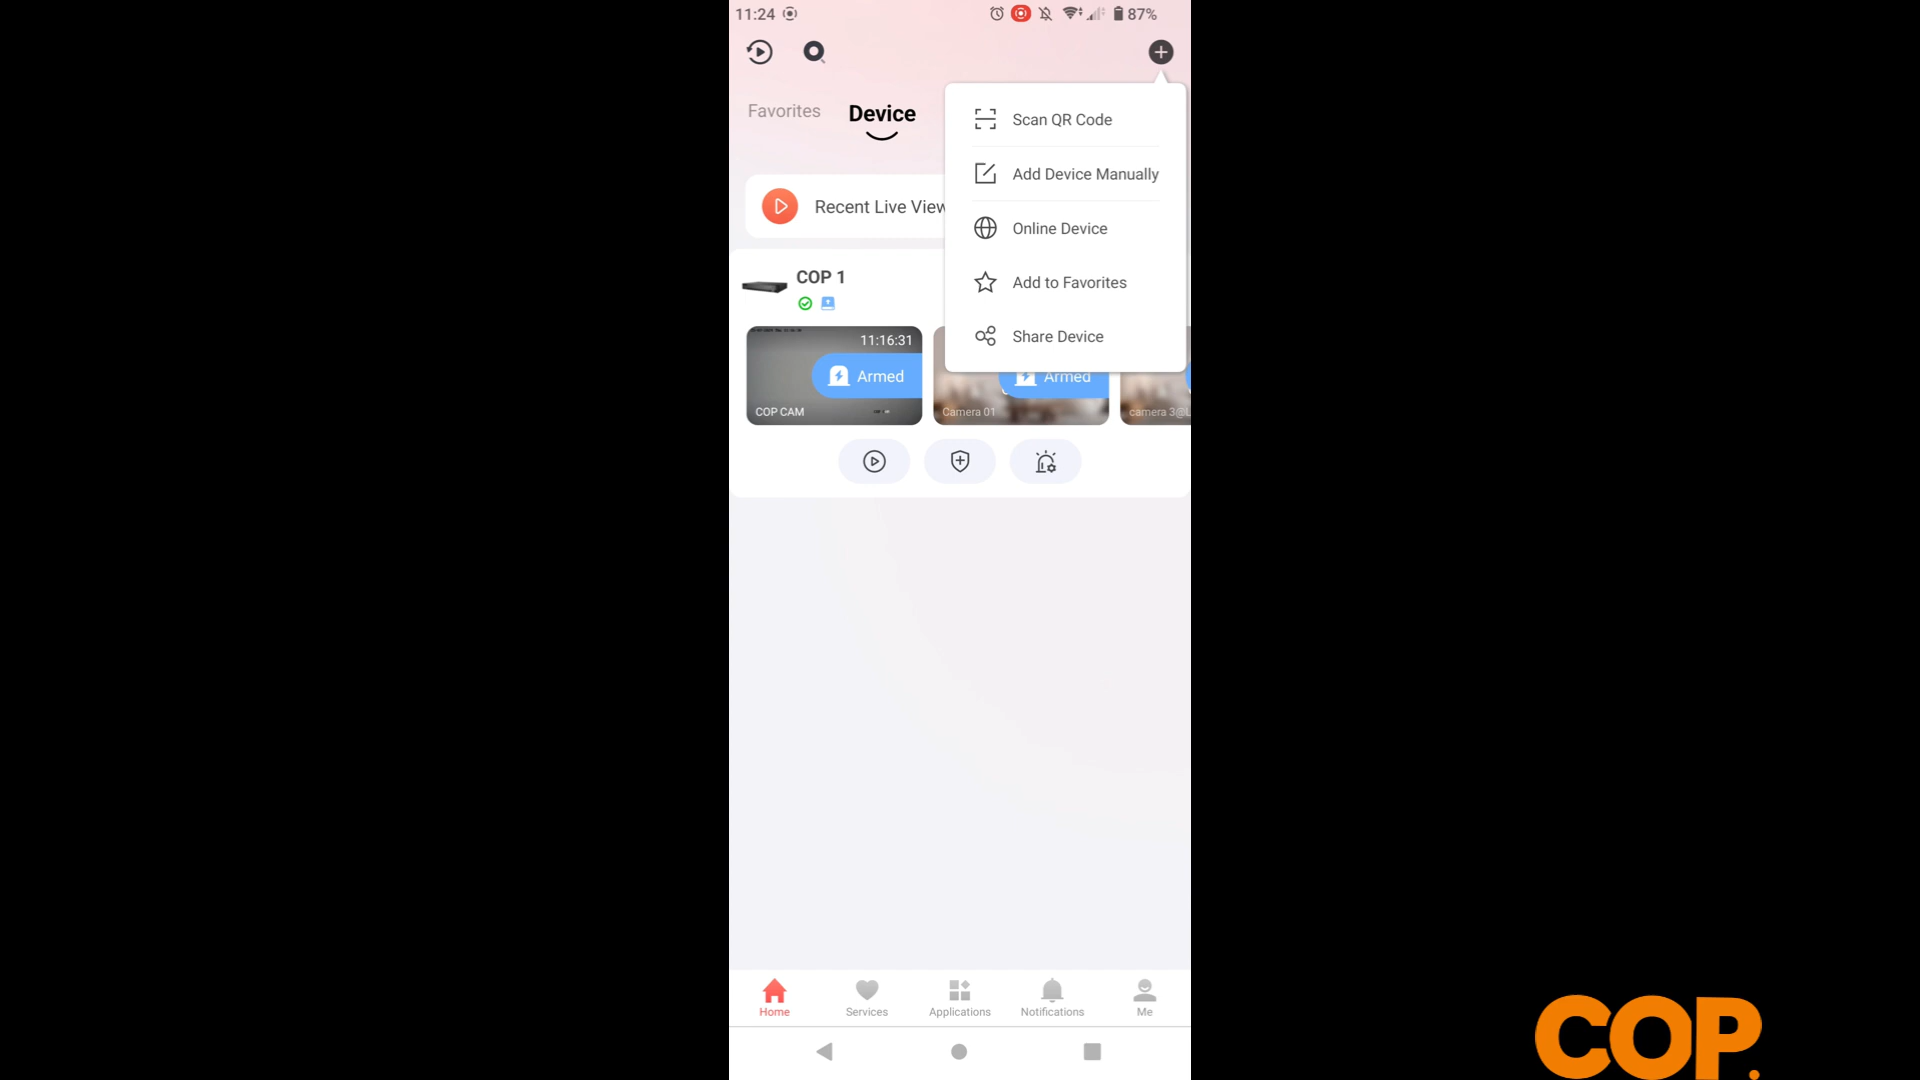 11:24
87%
Favorites
Device
Scan QR Code
Add Device Manually
Online Device
Add to Favorites
Share Device
Recent Live View
COP 1
11:16:31
Armed
COP CAM
Armed
Camera 01
camera 3@L
Home
Services
Applications
Notifications
Me
COP.